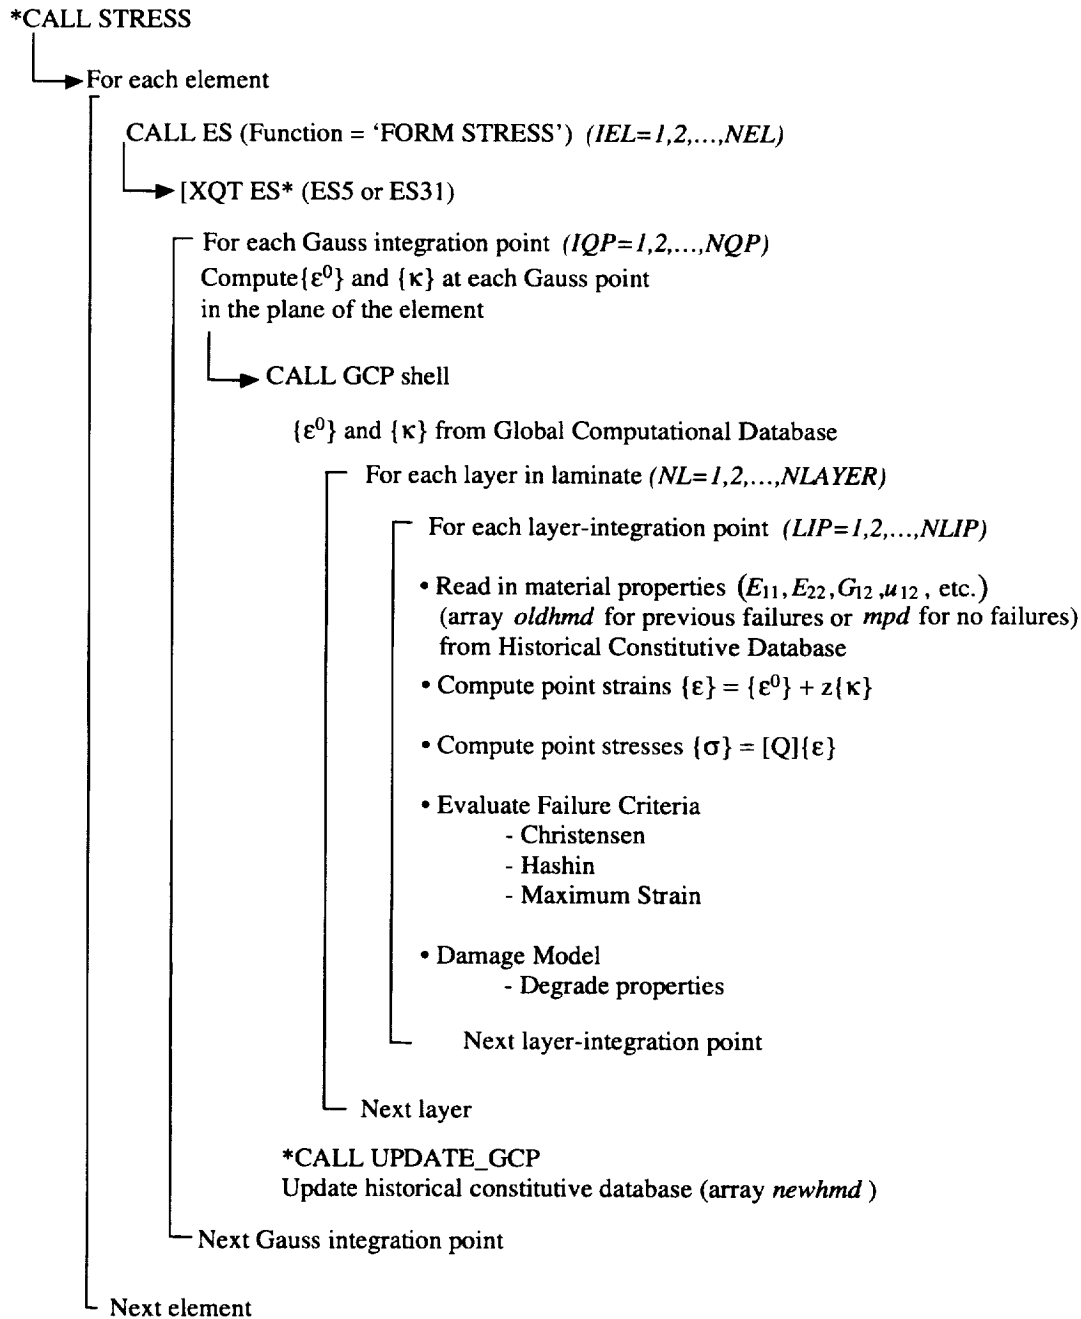 *CALL STRESS
For each element
CALL ES (Function = ‘FORM STRESS’) (IEL=1,2,...,NEL)
[XQT ES* (ES5 or ES31)
For each Gauss integration point (IQP=1,2,...,NQP)
Compute{ε⁰} and {κ} at each Gauss point
in the plane of the element
CALL GCP shell
{ε⁰} and {κ} from Global Computational Database
For each layer in laminate (NL=1,2,...,NLAYER)
For each layer-integration point (LIP=1,2,...,NLIP)
• Read in material properties (E₁₁,E₂₂,G₁₂,μ₁₂, etc.)
(array oldhmd for previous failures or mpd for no failures)
from Historical Constitutive Database
• Compute point strains {ε} = {ε⁰} + z{κ}
• Compute point stresses {σ} = [Q]{ε}
• Evaluate Failure Criteria
- Christensen
- Hashin
- Maximum Strain
• Damage Model
- Degrade properties
Next layer-integration point
Next layer
*CALL UPDATE_GCP
Update historical constitutive database (array newhmd )
Next Gauss integration point
Next element